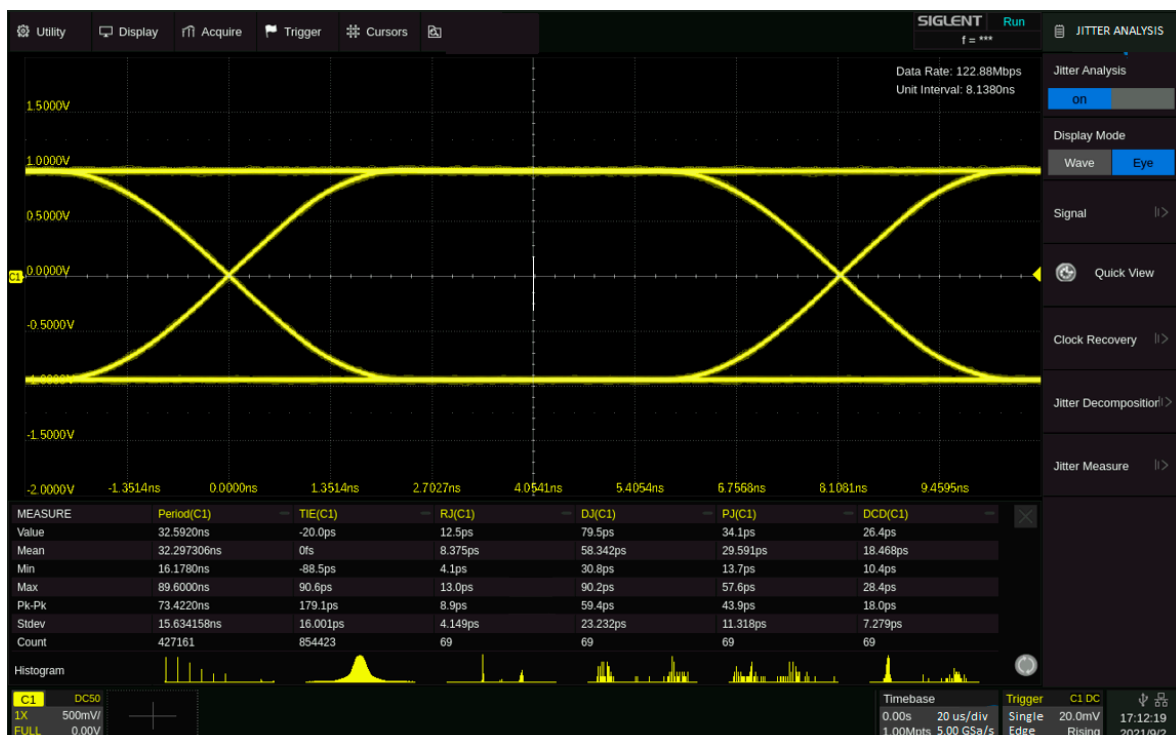 Utility Display Acquire Trigger Cursors SIGLENT Run JITTER ANALYSIS
f = ***
Data Rate: 122.88Mbps
Unit Interval: 8.1380ns
Jitter Analysis
on
Display Mode
Wave Eye
Signal
Quick View
Clock Recovery
Jitter Decomposition
Jitter Measure
1.5000V
1.0000V
0.5000V
C1 0.0000V
-0.5000V
-1.0000V
-1.5000V
-2.0000V -1.3514ns 0.0000ns 1.3514ns 2.7027ns 4.0541ns 5.4054ns 6.7568ns 8.1081ns 9.4595ns
MEASURE Period(C1) TIE(C1) RJ(C1) DJ(C1) PJ(C1) DCD(C1)
Value 32.5920ns -20.0ps 12.5ps 79.5ps 34.1ps 26.4ps
Mean 32.297306ns 0fs 8.375ps 58.342ps 29.591ps 18.468ps
Min 16.1780ns -88.5ps 4.1ps 30.8ps 13.7ps 10.4ps
Max 89.6000ns 90.6ps 13.0ps 90.2ps 57.6ps 28.4ps
Pk-Pk 73.4220ns 179.1ps 8.9ps 59.4ps 43.9ps 18.0ps
Stdev 15.634158ns 16.001ps 4.149ps 23.232ps 11.318ps 7.279ps
Count 427161 854423 69 69 69 69
Histogram
C1 DC50
1X 500mV/
FULL 0.00V
Timebase
0.00s 20 us/div
1.00Mpts 5.00 GSa/s
Trigger C1 DC
Single 20.0mV
Edge Rising
17:12:19
2021/9/2